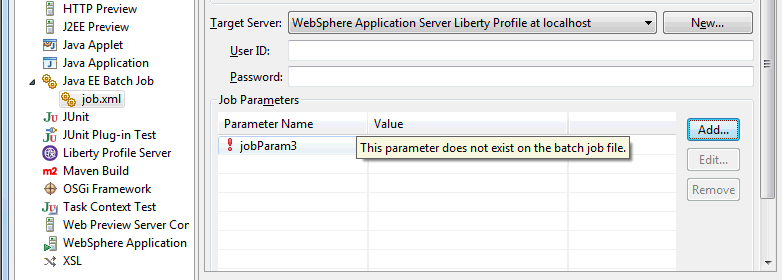 HTTP Preview
J2EE Preview
Java Applet
Java Application
Java EE Batch Job
job.xml
JUnit
JUnit Plug-in Test
Liberty Profile Server
Maven Build
OSGi Framework
Task Context Test
Web Preview Server Con
WebSphere Application
XSL
Target Server: WebSphere Application Server Liberty Profile at localhost New...
User ID:
Password:
Job Parameters
Parameter Name Value
jobParam3
This parameter does not exist on the batch job file.
Add...
Edit...
Remove